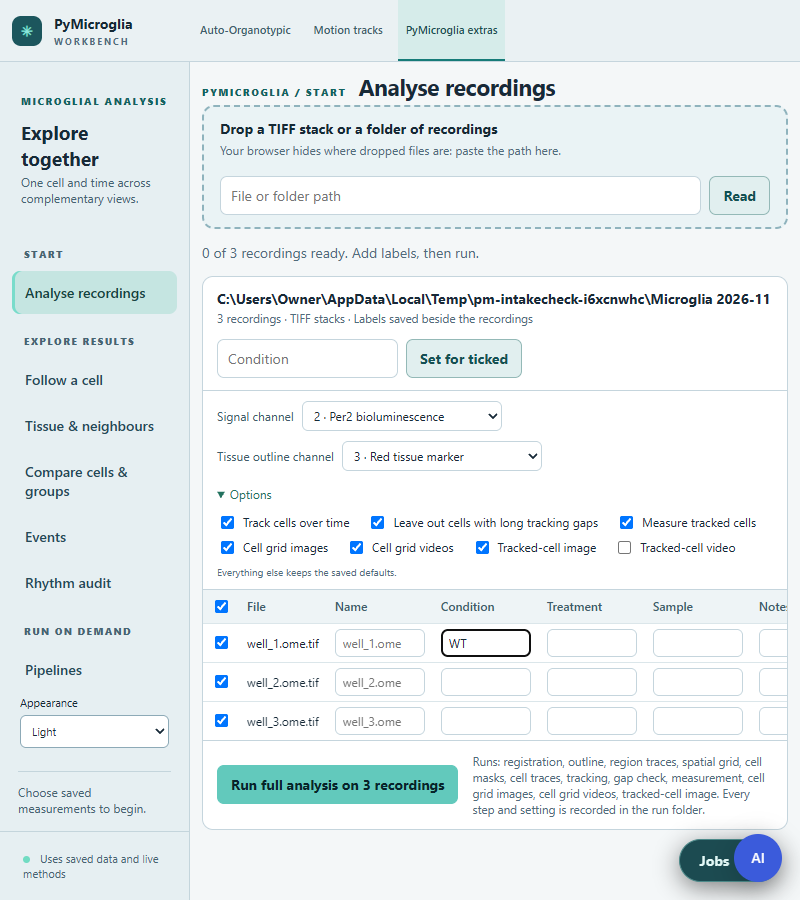 PyMicroglia
WORKBENCH
Auto-Organotypic
Motion tracks
PyMicroglia extras
MICROGLIAL ANALYSIS
Explore
together
One cell and time across
complementary views.
START
Analyse recordings
EXPLORE RESULTS
Follow a cell
Tissue & neighbours
Compare cells &
groups
Events
Rhythm audit
RUN ON DEMAND
Pipelines
Appearance
Light
Choose saved
measurements to begin.
Uses saved data and live
methods
PYMICROGLIA / START Analyse recordings
Drop a TIFF stack or a folder of recordings
Your browser hides where dropped files are: paste the path here.
File or folder path Read
0 of 3 recordings ready. Add labels, then run.
C:\Users\Owner\AppData\Local\Temp\pm-intakecheck-i6xcnwhc\Microglia 2026-11
3 recordings · TIFF stacks · Labels saved beside the recordings
Condition Set for ticked
Signal channel 2 · Per2 bioluminescence
Tissue outline channel 3 · Red tissue marker
▼ Options
Track cells over time Leave out cells with long tracking gaps Measure tracked cells
Cell grid images Cell grid videos Tracked-cell image Tracked-cell video
Everything else keeps the saved defaults.
File Name Condition Treatment Sample Note
well_1.ome.tif well_1.ome WT
well_2.ome.tif well_2.ome
well_3.ome.tif well_3.ome
Run full analysis on 3 recordings
Runs: registration, outline, region traces, spatial grid, cell
masks, cell traces, tracking, gap check, measurement, cell
grid images, cell grid videos, tracked-cell image. Every
step and setting is recorded in the run folder.
Jobs AI